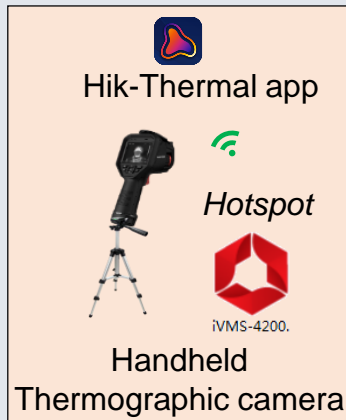 Hik-Thermal app
Hotspot
iVMS-4200.
Handheld
Thermographic camera